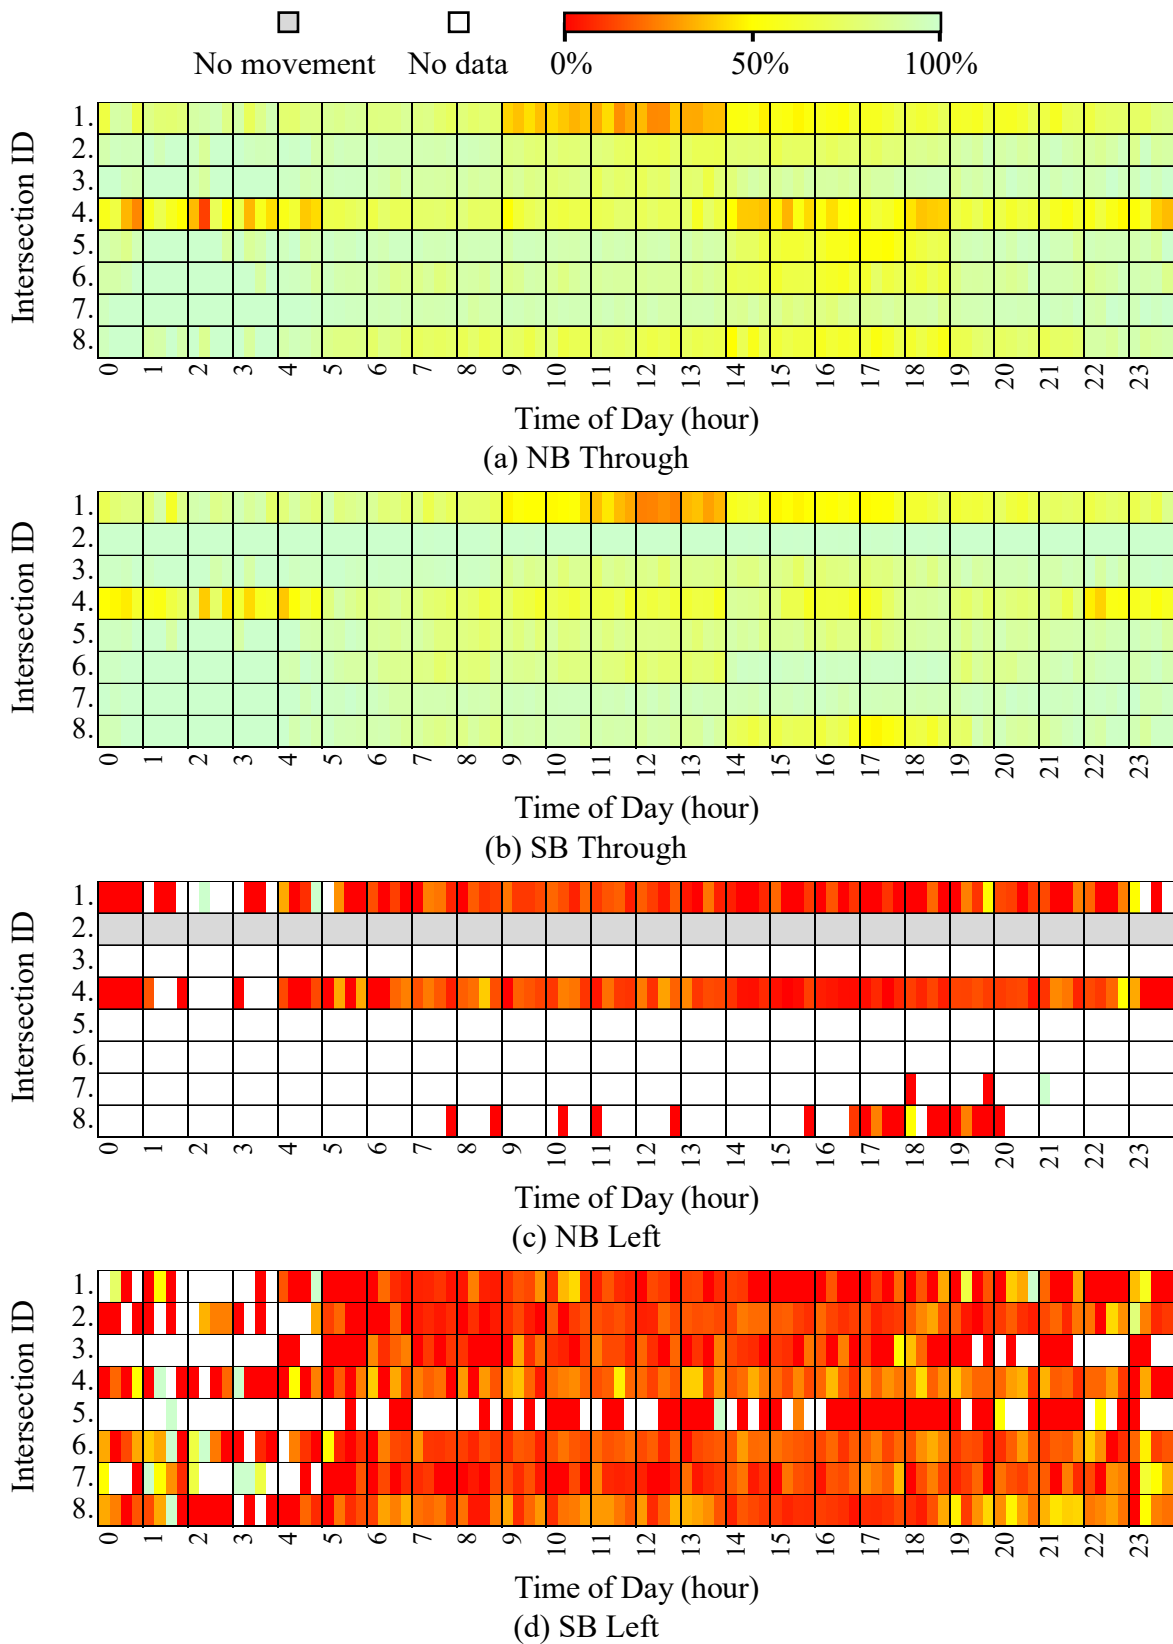 No movement No data 0% 50% 100%
Intersection ID
1.
2.
3.
4.
5.
6.
7.
8.
0 1 2 3 4 5 6 7 8 9 10 11 12 13 14 15 16 17 18 19 20 21 22 23
Time of Day (hour)
(a) NB Through
Intersection ID
1.
2.
3.
4.
5.
6.
7.
8.
0 1 2 3 4 5 6 7 8 9 10 11 12 13 14 15 16 17 18 19 20 21 22 23
Time of Day (hour)
(b) SB Through
Intersection ID
1.
2.
3.
4.
5.
6.
7.
8.
0 1 2 3 4 5 6 7 8 9 10 11 12 13 14 15 16 17 18 19 20 21 22 23
Time of Day (hour)
(c) NB Left
Intersection ID
1.
2.
3.
4.
5.
6.
7.
8.
0 1 2 3 4 5 6 7 8 9 10 11 12 13 14 15 16 17 18 19 20 21 22 23
Time of Day (hour)
(d) SB Left